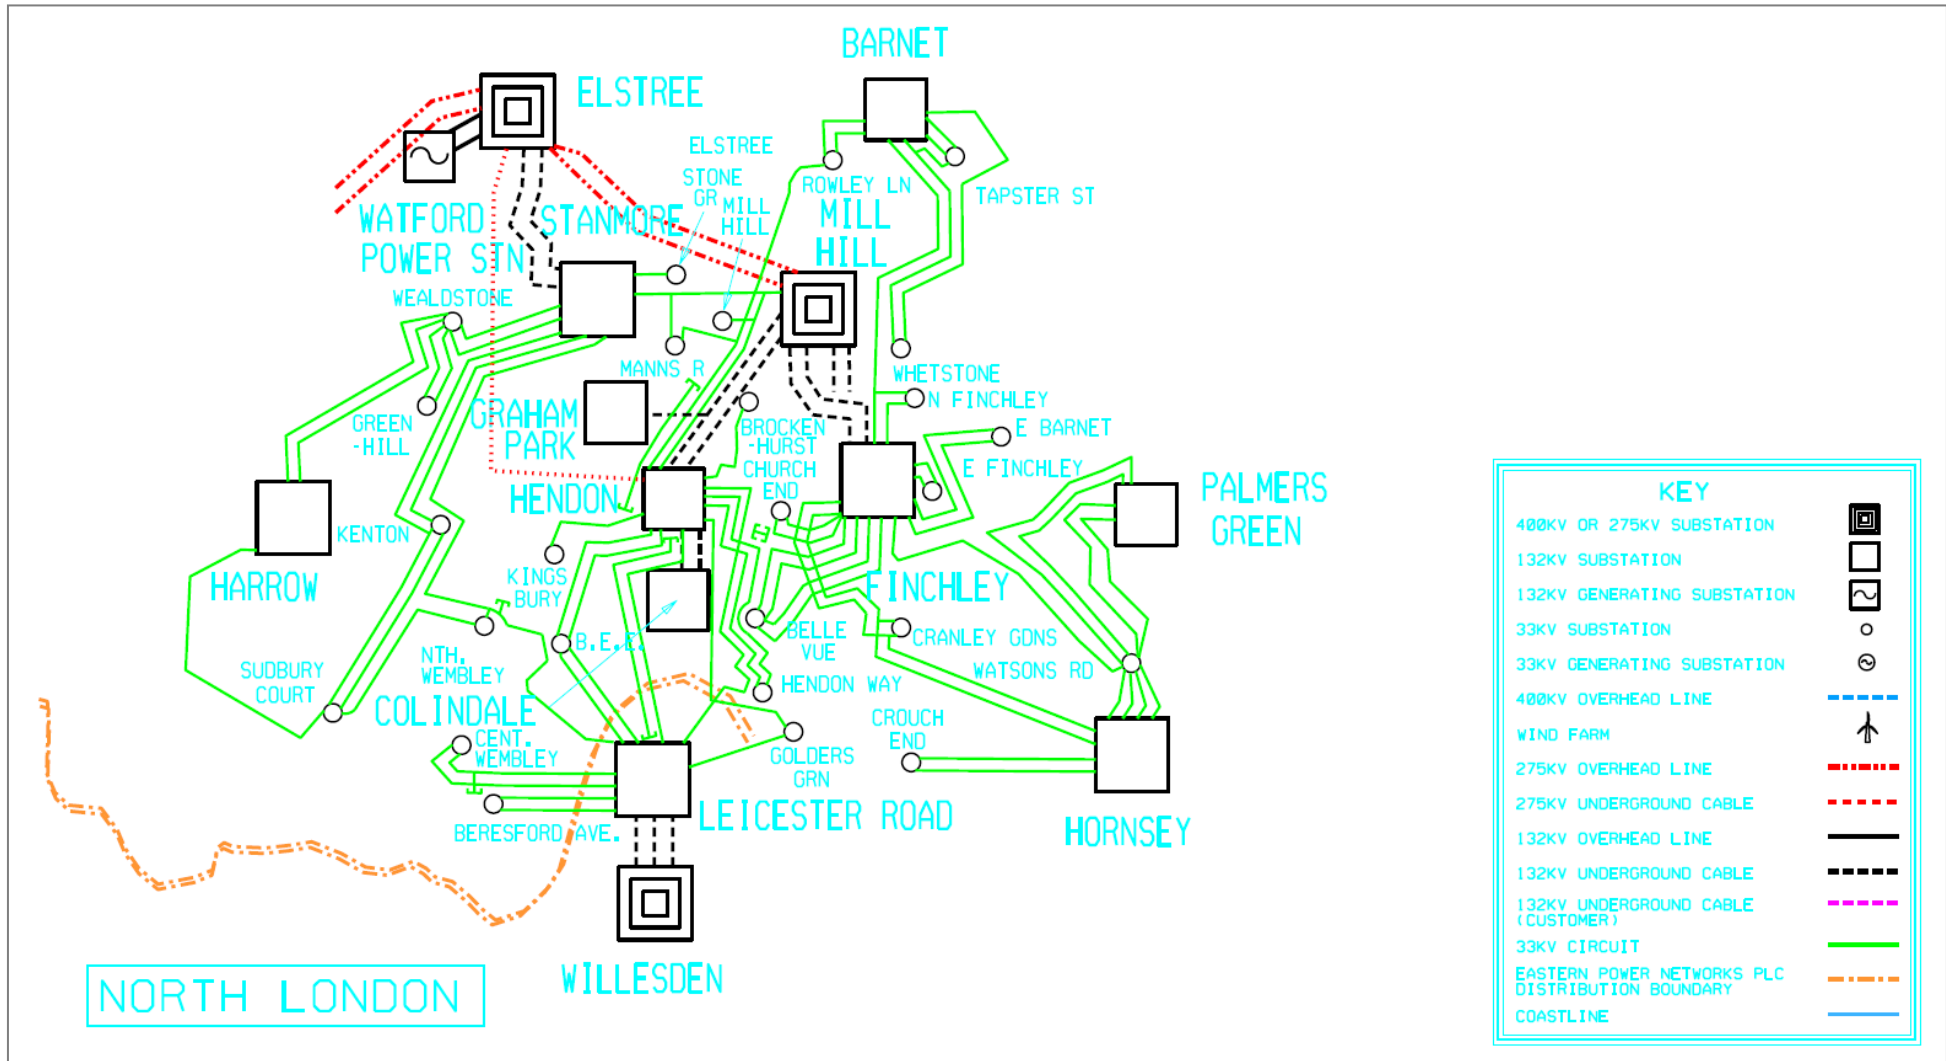 BARNET
ELSTREE
ELSTREE
STONE
GR
MILL
HILL
ROWLEY LN
TAPSTER ST
WATFORD
POWER STN
STANMORE
MILL
HILL
WEALDSTONE
MANNS R
WHETSTONE
N FINCHLEY
GREEN
-HILL
GRAHAM
PARK
BROCKEN
-HURST
CHURCH
END
E BARNET
E FINCHLEY
HENDON
PALMERS
GREEN
KENTON
HARROW
KINGS
BURY
FINCHLEY
B.E.E.
BELLE
VUE
CRANLEY GDNS
NTH.
WEMBLEY
WATSONS RD
SUDBURY
COURT
HENDON WAY
COLINDALE
CENT.
WEMBLEY
CROUCH
END
GOLDERS
GRN
BERESFORD AVE.
LEICESTER ROAD
HORNSEY
WILLESDEN
NORTH LONDON
KEY
400KV OR 275KV SUBSTATION
132KV SUBSTATION
132KV GENERATING SUBSTATION
33KV SUBSTATION
33KV GENERATING SUBSTATION
400KV OVERHEAD LINE
WIND FARM
275KV OVERHEAD LINE
275KV UNDERGROUND CABLE
132KV OVERHEAD LINE
132KV UNDERGROUND CABLE
132KV UNDERGROUND CABLE
(CUSTOMER)
33KV CIRCUIT
EASTERN POWER NETWORKS PLC
DISTRIBUTION BOUNDARY
COASTLINE